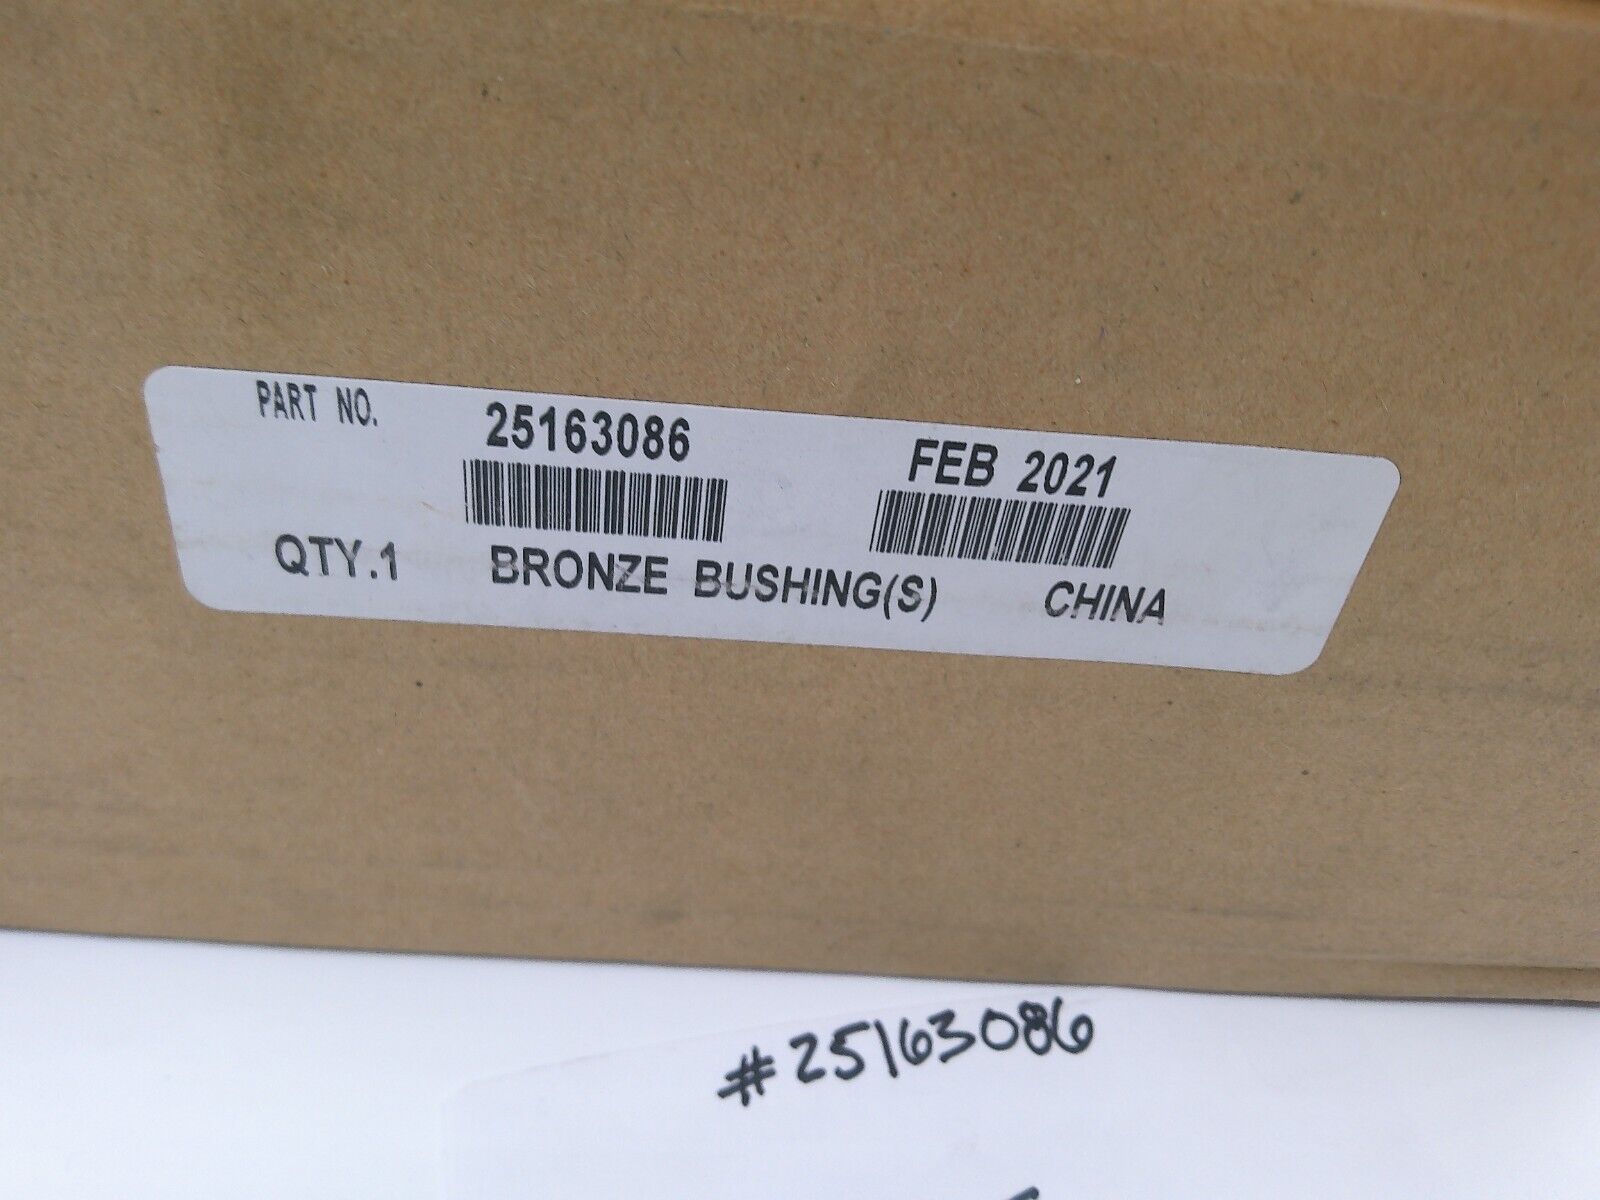 PART NO. 25163086 FEB 2021
QTY.1 BRONZE BUSHING(S) CHINA
#25163086